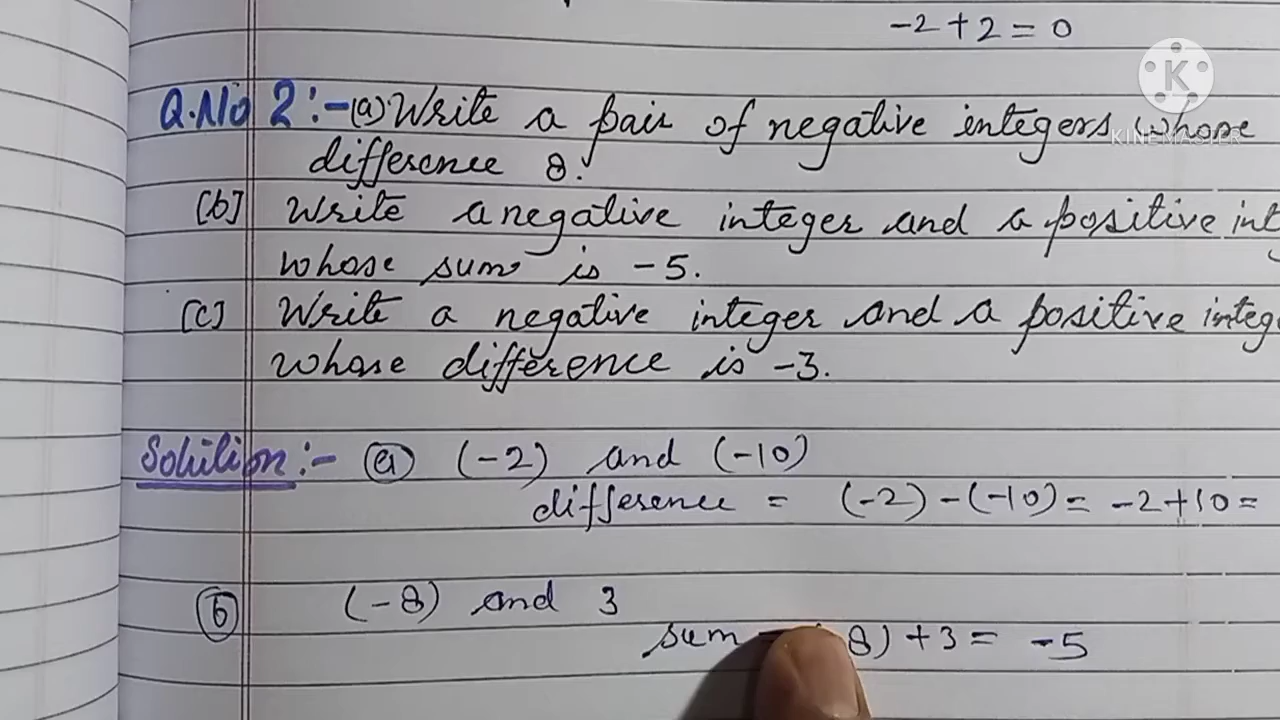 -2+2=0
Q.No 2:-(a) Write a pair of negative integers whose
difference 8.
[b] Write a negative integer and a positive int
whose sum is -5.
[c] Write a negative integer and a positive integ
whose difference is -3.
Solution:- (a) (-2) and (-10)
difference = (-2)-(-10)= -2+10=
(b) (-8) and 3
sum = 8)+3= -5
K
KINEMASTER